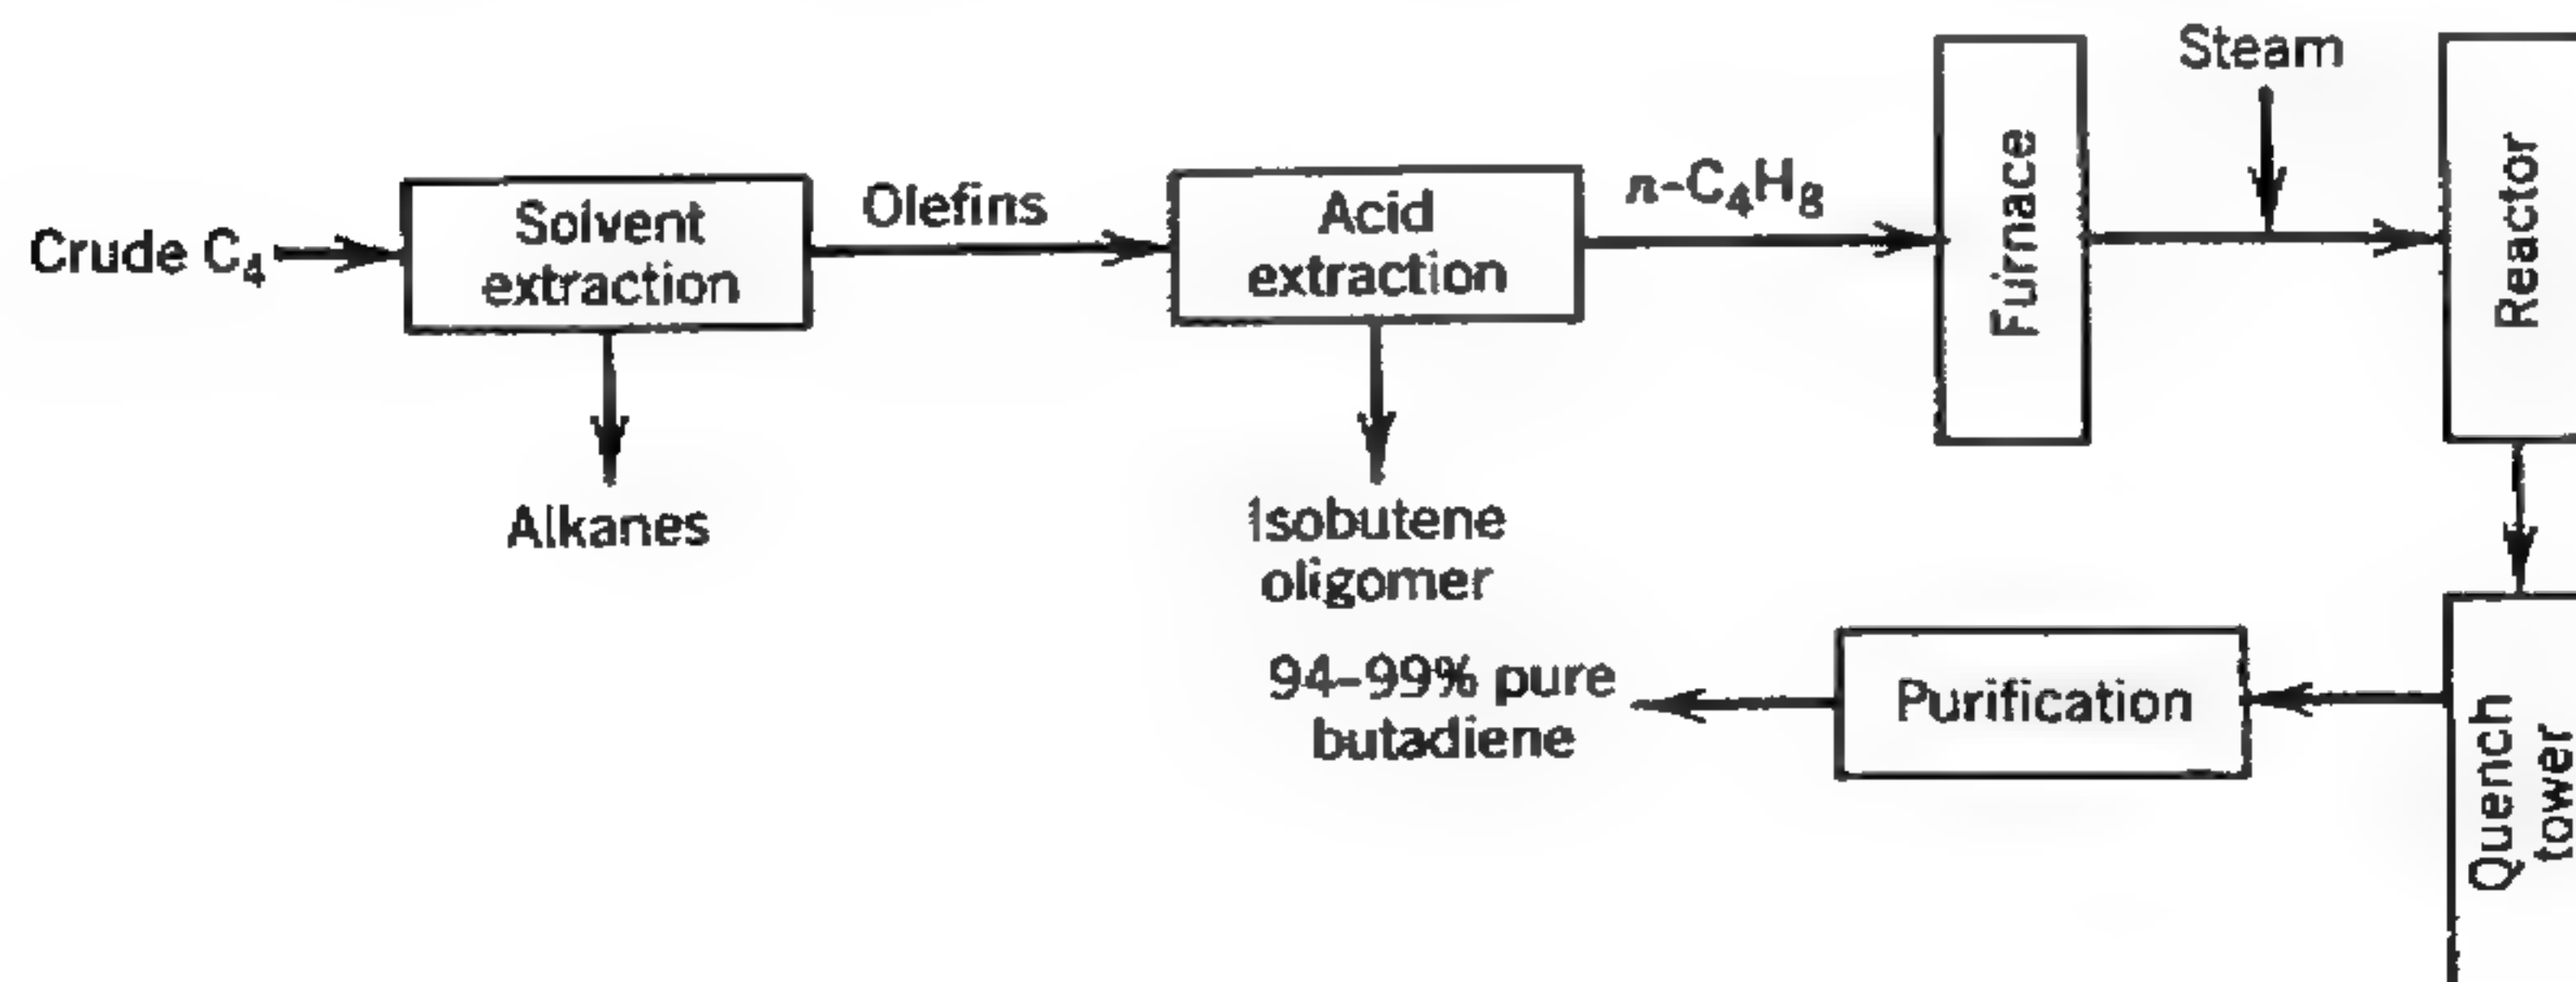 Crude C₄
Solvent
extraction
Olefins
Alkanes
Acid
extraction
Isobutene
oligomer
n-C₄H₈
Furnace
Steam
Reactor
Quench
tower
Purification
94–99% pure
butadiene